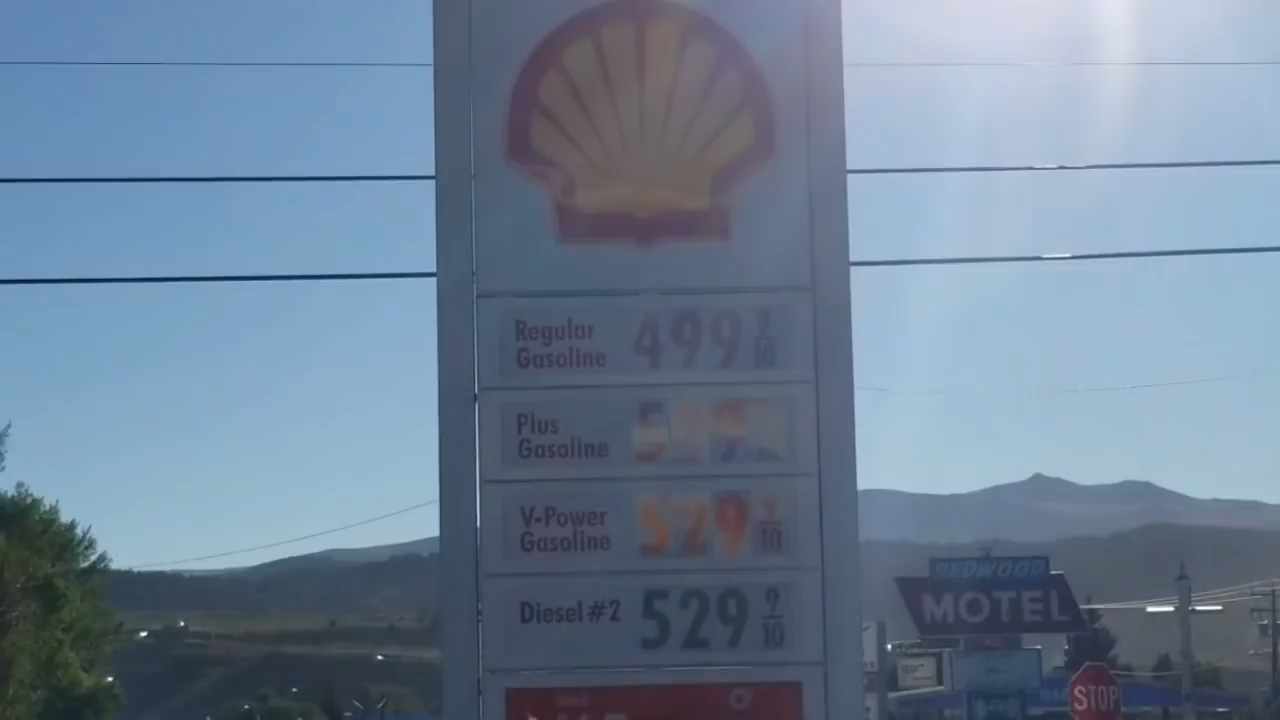 Regular
Gasoline
499 9/10
Plus
Gasoline
V-Power
Gasoline
529 9/10
Diesel #2
529 9/10
REDWOOD
MOTEL
STOP